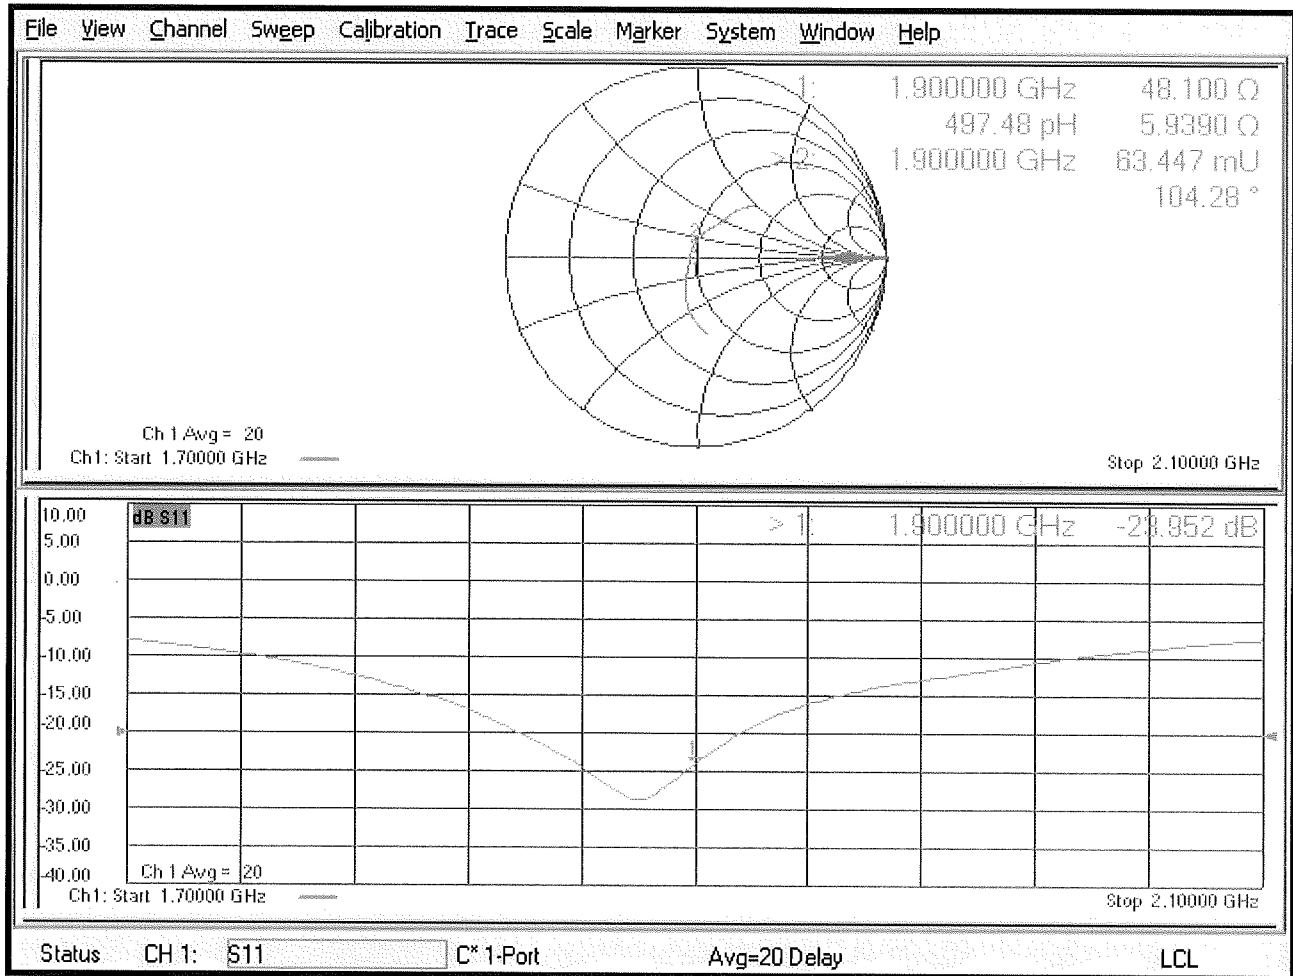 File View Channel Sweep Calibration Trace Scale Marker System Window Help
1: 1.900000 GHz 48.100 Ω
497.48 pH 5.9390 Ω
> 2: 1.900000 GHz 63.447 mU
104.28 °
2
Ch 1 Avg = 20
Ch1: Start 1.70000 GHz Stop 2.10000 GHz
10.00 dB S11 > 1: 1.900000 GHz -23.952 dB
5.00
0.00
-5.00
-10.00
-15.00
-20.00
1
-25.00
-30.00
-35.00
-40.00 Ch 1 Avg = 20
Ch1: Start 1.70000 GHz Stop 2.10000 GHz
Status CH 1: S11 C* 1-Port Avg=20 Delay LCL